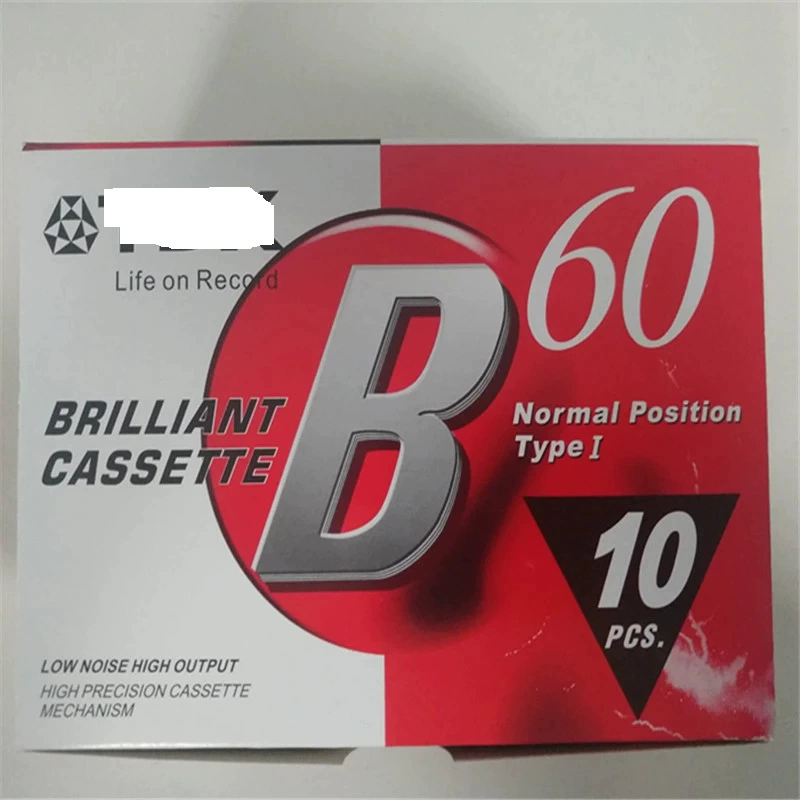 Life on Record
B
60
BRILLIANT
CASSETTE
Normal Position
Type I
10
PCS.
LOW NOISE HIGH OUTPUT
HIGH PRECISION CASSETTE
MECHANISM